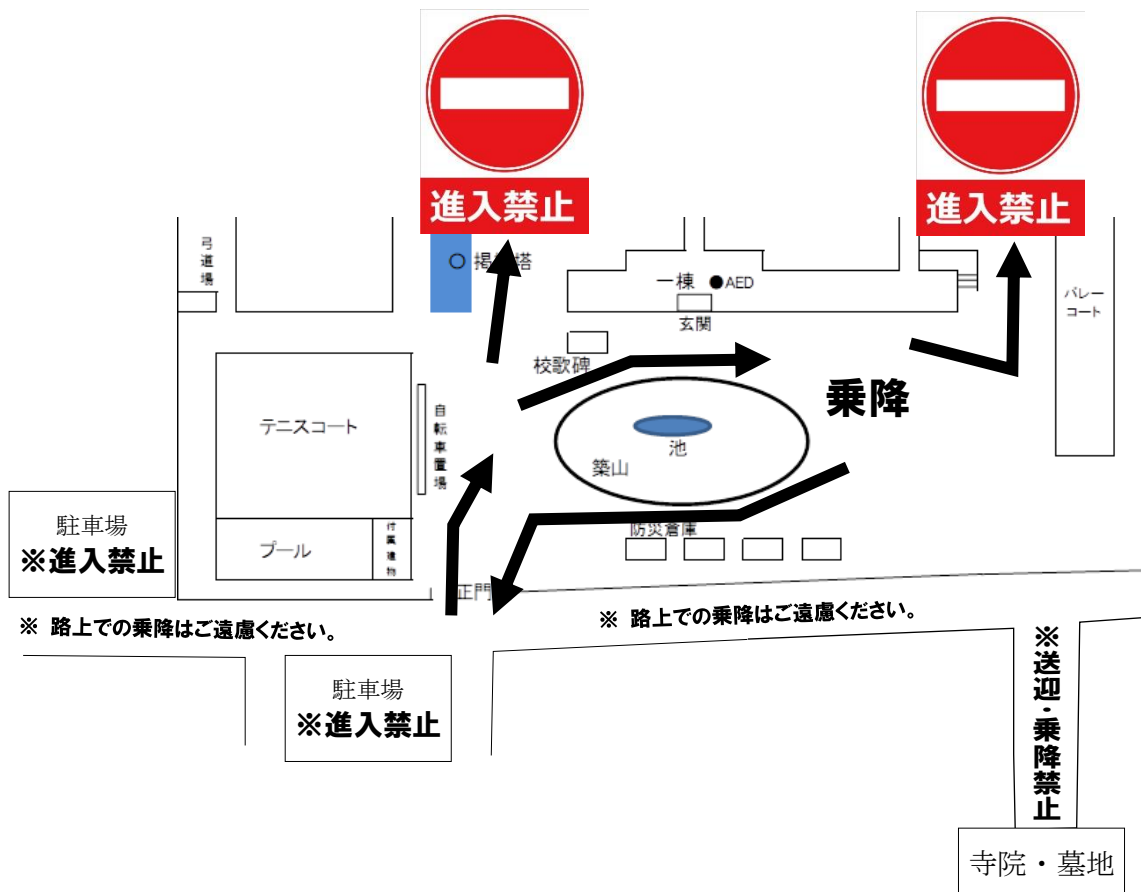 進入禁止
進入禁止
弓道場
掲
塔
一棟 ●AED
玄関
バレー
コート
校歌碑
乗降
テニスコート
自転車置場
池
築山
駐車場
※進入禁止
プール
付属建物
防災倉庫
正門
※ 路上での乗降はご遠慮ください。
※ 路上での乗降はご遠慮ください。
駐車場
※進入禁止
※送迎・乗降禁止
寺院・墓地